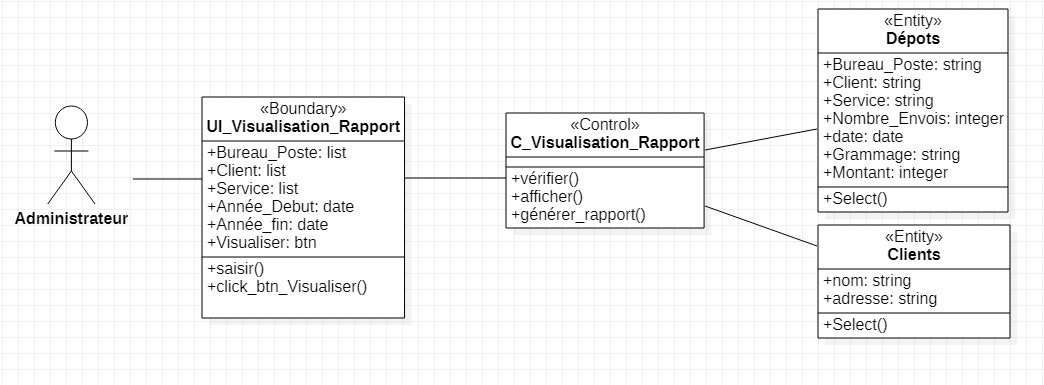 Administrateur
«Boundary»
UI_Visualisation_Rapport
+Bureau_Poste: list
+Client: list
+Service: list
+Année_Debut: date
+Année_fin: date
+Visualiser: btn
+saisir()
+click_btn_Visualiser()
«Control»
C_Visualisation_Rapport
+vérifier()
+afficher()
+générer_rapport()
«Entity»
Dépots
+Bureau_Poste: string
+Client: string
+Service: string
+Nombre_Envois: integer
+date: date
+Grammage: string
+Montant: integer
+Select()
«Entity»
Clients
+nom: string
+adresse: string
+Select()